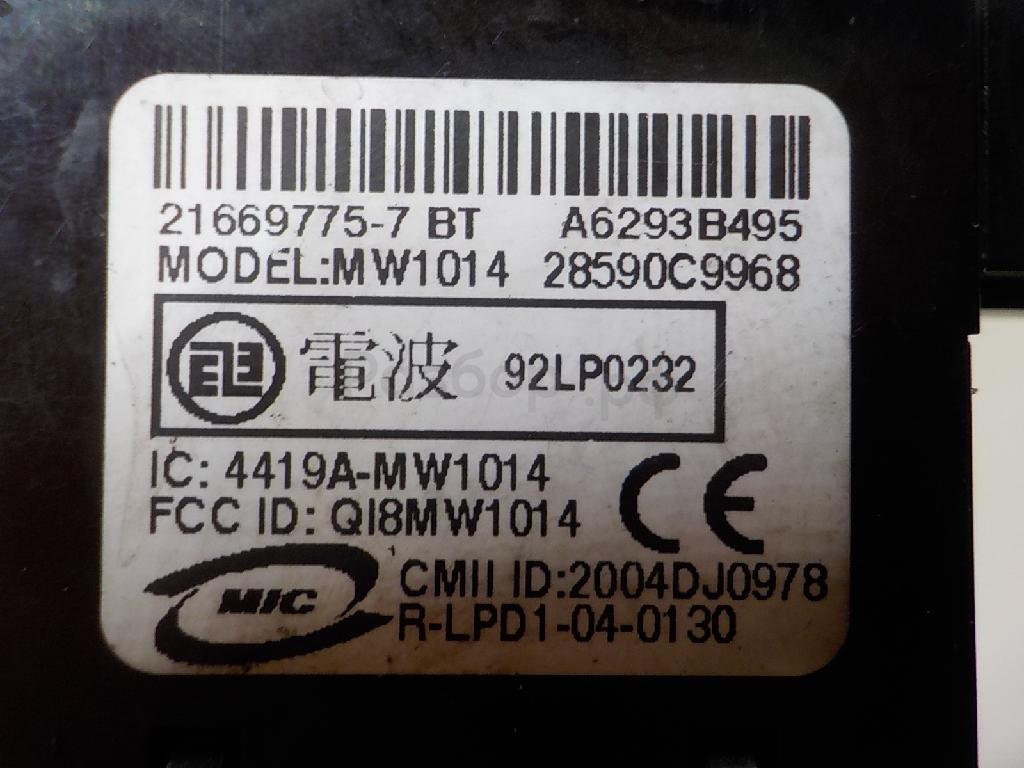 21669775-7 BT A6293B495
MODEL:MW1014 28590C9968
電波 92LP0232
IC: 4419A-MW1014
FCC ID: QI8MW1014
CE
MIC
CMII ID:2004DJ0978
R-LPD1-04-0130